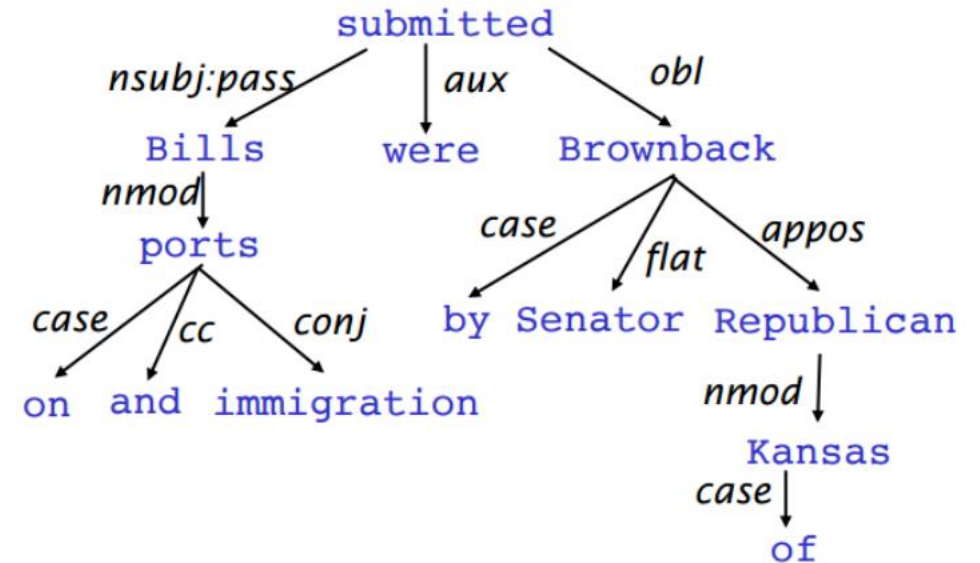 submitted
nsubj:pass aux obl
Bills were Brownback
nmod
ports
case flat appos
case cc conj
by Senator Republican
on and immigration
nmod
Kansas
case
of